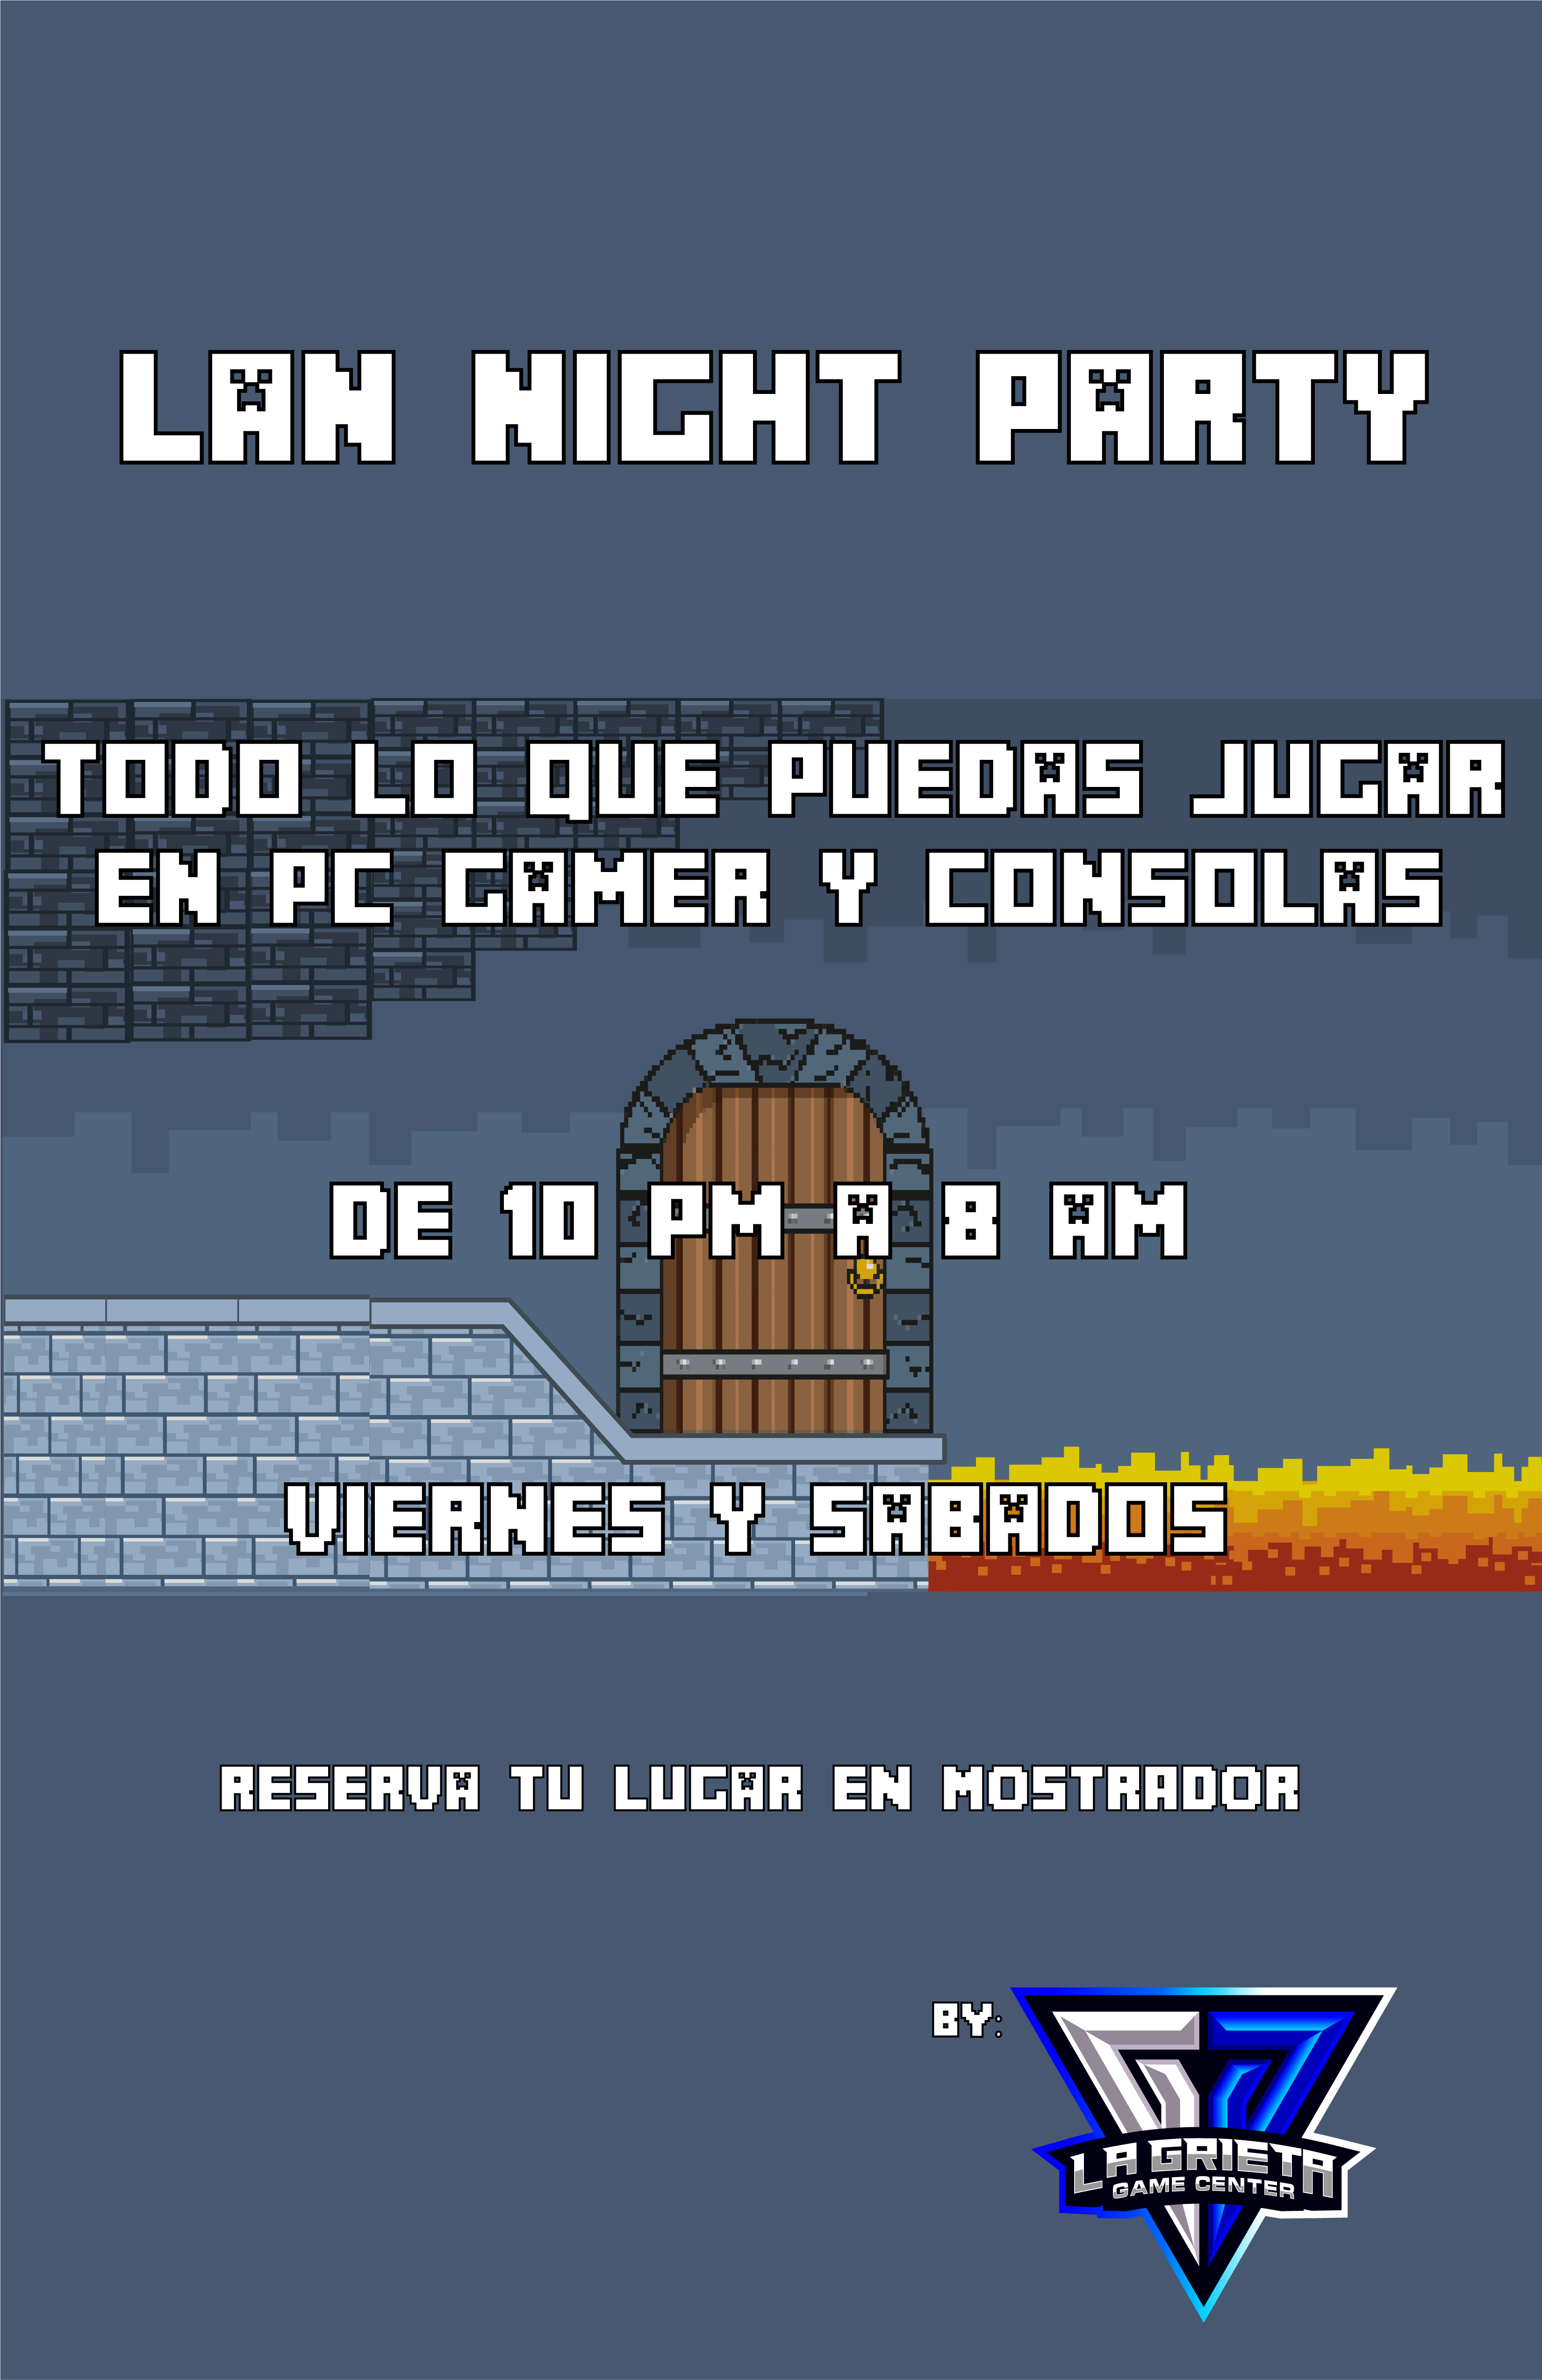 LAN NIGHT PARTY
TODO LO QUE PUEDAS JUGAR
EN PC GAMER Y CONSOLAS
DE 10 PM A 8 AM
VIERNES Y SABADOS
RESERVA TU LUGAR EN MOSTRADOR
BY:
LA GRIETA
GAME CENTER